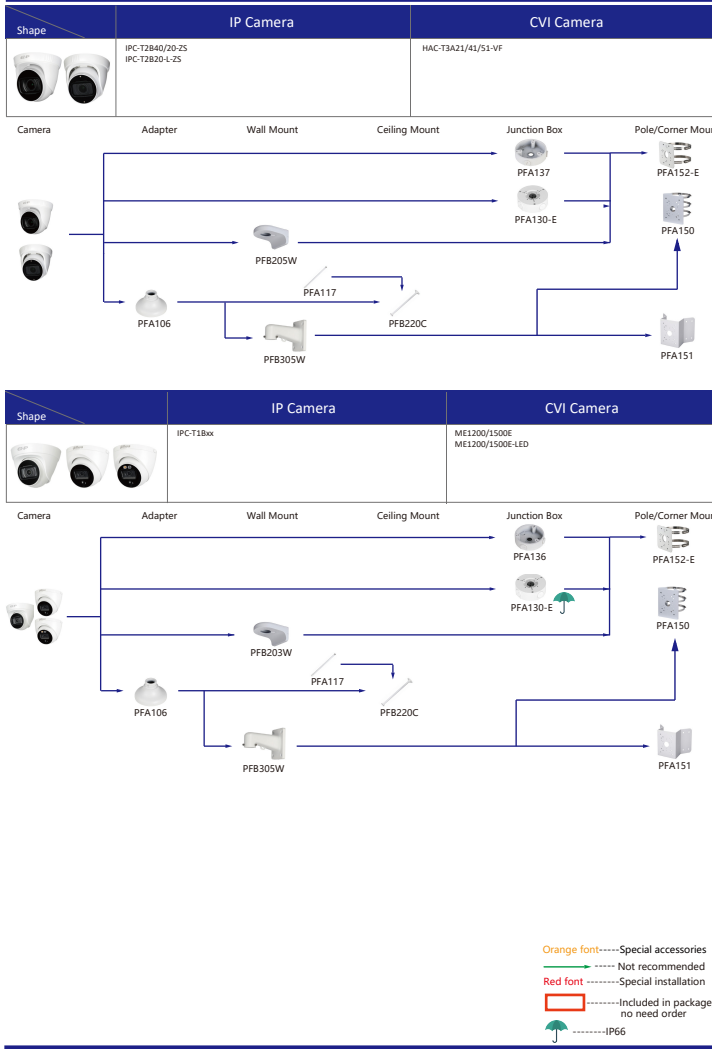 Shape
IP Camera
CVI Camera
IPC-T2B40/20-ZS
IPC-T2B20-L-ZS
HAC-T3A21/41/51-VF
Camera
Adapter
Wall Mount
Ceiling Mount
Junction Box
Pole/Corner Moun
PFA137
PFA152-E
PFA130-E
PFA150
PFB205W
PFA117
PFA106
PFB220C
PFB305W
PFA151
Shape
IP Camera
CVI Camera
IPC-T1Bxx
ME1200/1500E
ME1200/1500E-LED
Camera
Adapter
Wall Mount
Ceiling Mount
Junction Box
Pole/Corner Moun
PFA136
PFA152-E
PFA130-E
PFA150
PFB203W
PFA117
PFA106
PFB220C
PFB305W
PFA151
Orange font-----Special accessories
----- Not recommended
Red font --------Special installation
--------Included in package
no need order
--------IP66